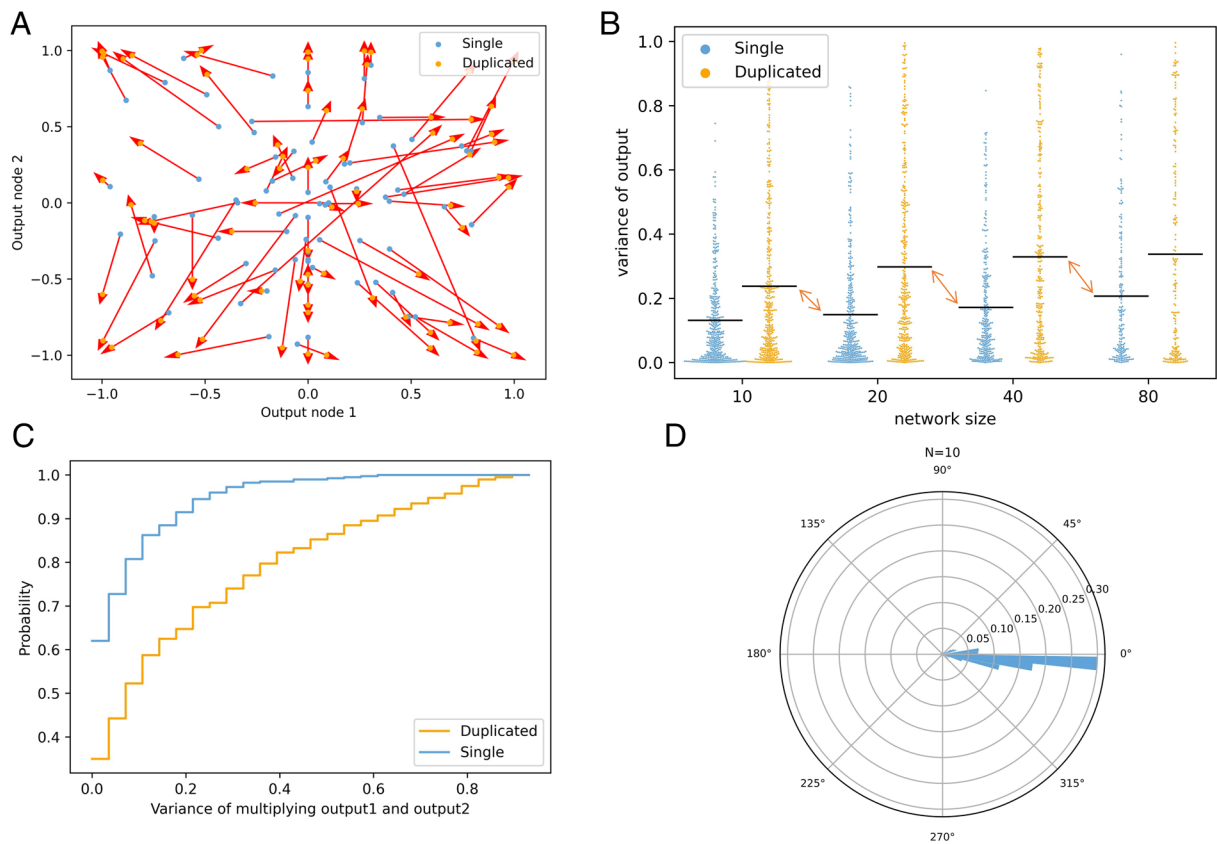 A
Output node 2
1.0
0.5
0.0
−0.5
−1.0
−1.0 −0.5 0.0 0.5 1.0
Output node 1
Single
Duplicated
B
variance of output
1.0
0.8
0.6
0.4
0.2
0.0
10 20 40 80
network size
Single
Duplicated
C
Probability
1.0
0.9
0.8
0.7
0.6
0.5
0.4
0.0 0.2 0.4 0.6 0.8
Variance of multiplying output1 and output2
Duplicated
Single
D
N=10
90°
135° 45°
0.30
0.25
0.20
0.15
0.10
0.05
180° 0°
225° 315°
270°